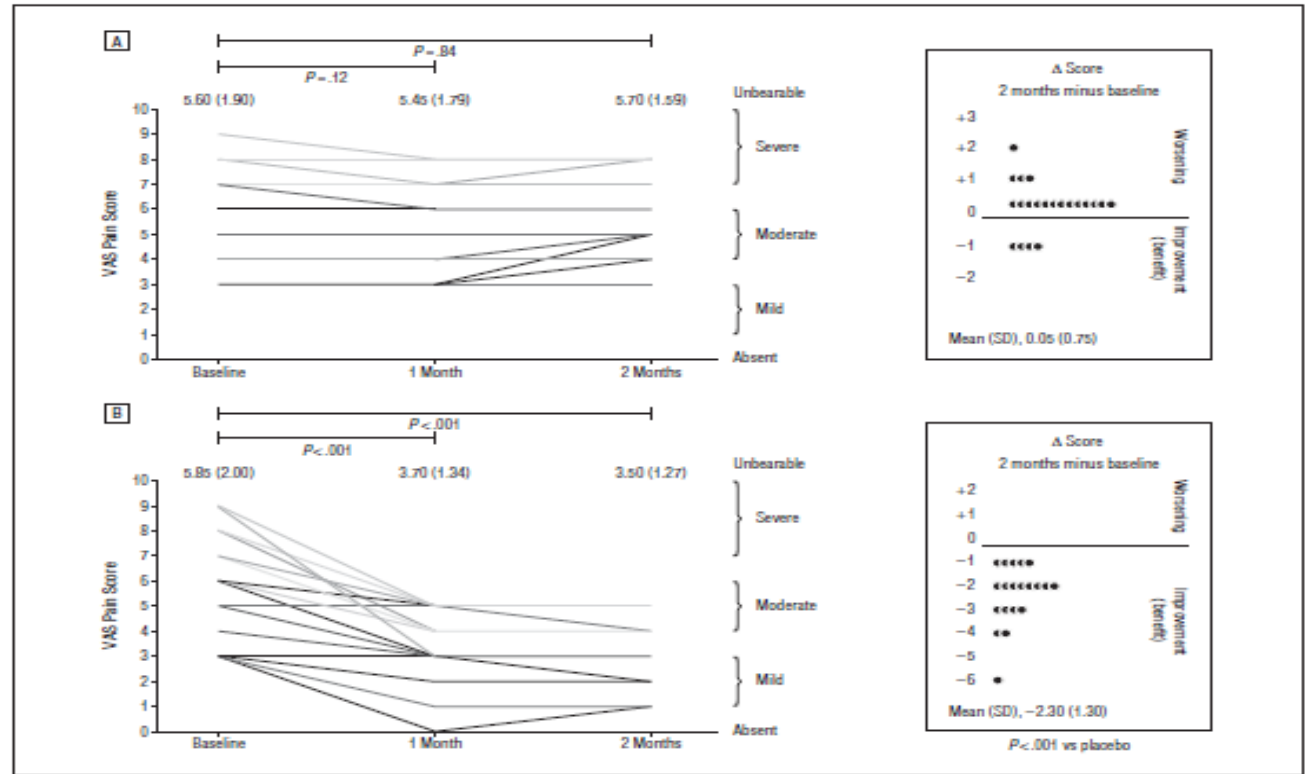 A
P=.84
P=.12
5.60 (1.90) 5.45 (1.79) 5.70 (1.59)
Unbearable
Severe
Moderate
Mild
Absent
VAS Pain Score
10
9
8
7
6
5
4
3
2
1
0
Baseline 1 Month 2 Months
Δ Score
2 months minus baseline
+3
+2
+1
0
−1
−2
Worsening
Improvement
(benefit)
Mean (SD), 0.05 (0.75)
B
P<.001
P<.001
5.85 (2.00) 3.70 (1.34) 3.50 (1.27)
Unbearable
Severe
Moderate
Mild
Absent
VAS Pain Score
10
9
8
7
6
5
4
3
2
1
0
Baseline 1 Month 2 Months
Δ Score
2 months minus baseline
+2
+1
0
−1
−2
−3
−4
−5
−6
Worsening
Improvement
(benefit)
Mean (SD), −2.30 (1.30)
P<.001 vs placebo